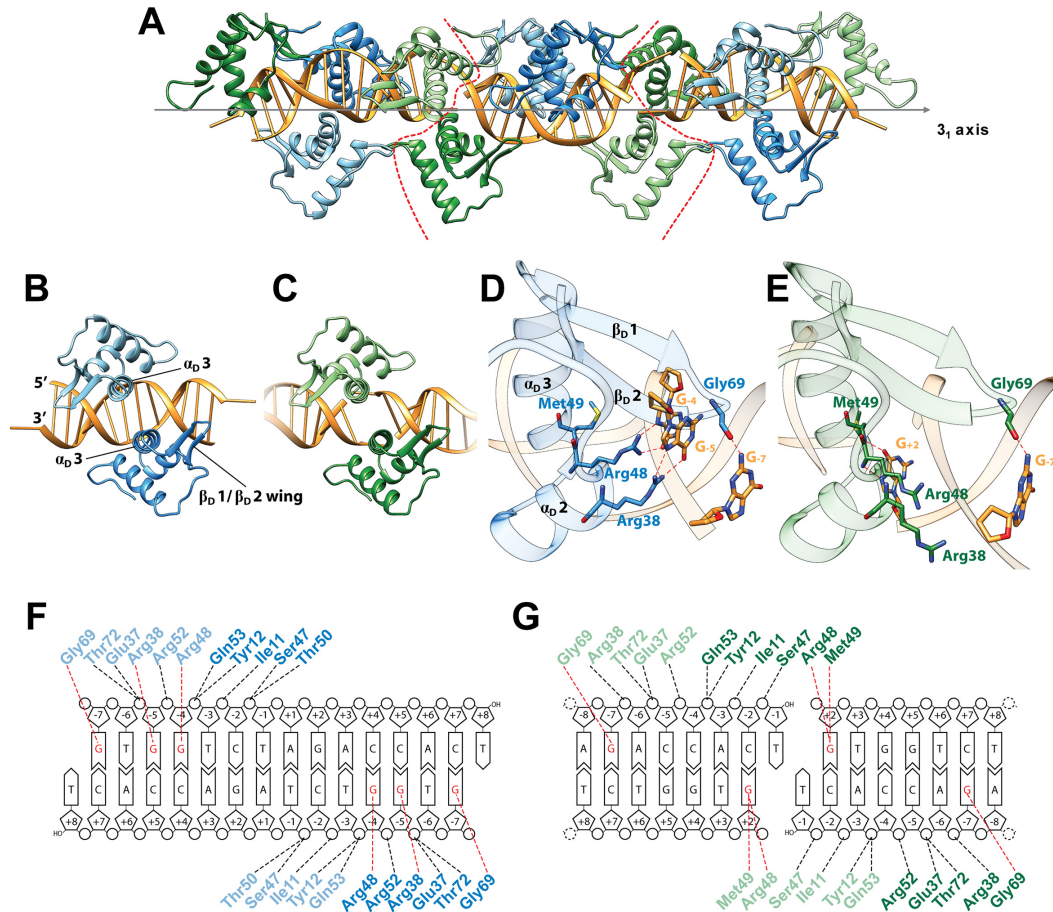 A
3₁ axis
B
5′
3′
α_D 3
α_D 3
β_D 1/β_D 2 wing
C
D
β_D 1
α_D 3
Met49
β_D 2
Gly69
G₋₄
G₋₅
G₋₇
Arg48
α_D 2
Arg38
E
Gly69
Met49
G₊₂
G₋₇
Arg48
Arg38
F
Gly69 Thr72 Glu37 Arg38 Arg52 Arg48 Gln53 Tyr12 Ile11 Ser47 Thr50
-7 -6 -5 -4 -3 -2 -1 +1 +2 +3 +4 +5 +6 +7 +8 OH
G T G G T C T A G A C C A C T
T C A C C A G A T C T G G T G
HO +8 +7 +6 +5 +4 +3 +2 +1 -1 -2 -3 -4 -5 -6 -7
Thr50 Ser47 Ile11 Tyr12 Gln53 Arg48 Arg52 Arg38 Glu37 Thr72 Gly69
G
Gly69 Arg38 Thr72 Glu37 Arg52 Gln53 Tyr12 Ile11 Ser47 Arg48 Met49
-8 -7 -6 -5 -4 -3 -2 -1 OH +2 +3 +4 +5 +6 +7 +8
A G A C C A C T G T G G T C T
T C T G G T G T C A C C A G A
+8 +7 +6 +5 +4 +3 +2 HO -1 -2 -3 -4 -5 -6 -7 -8
Met49 Arg48 Ser47 Ile11 Tyr12 Gln53 Arg52 Glu37 Thr72 Arg38 Gly69